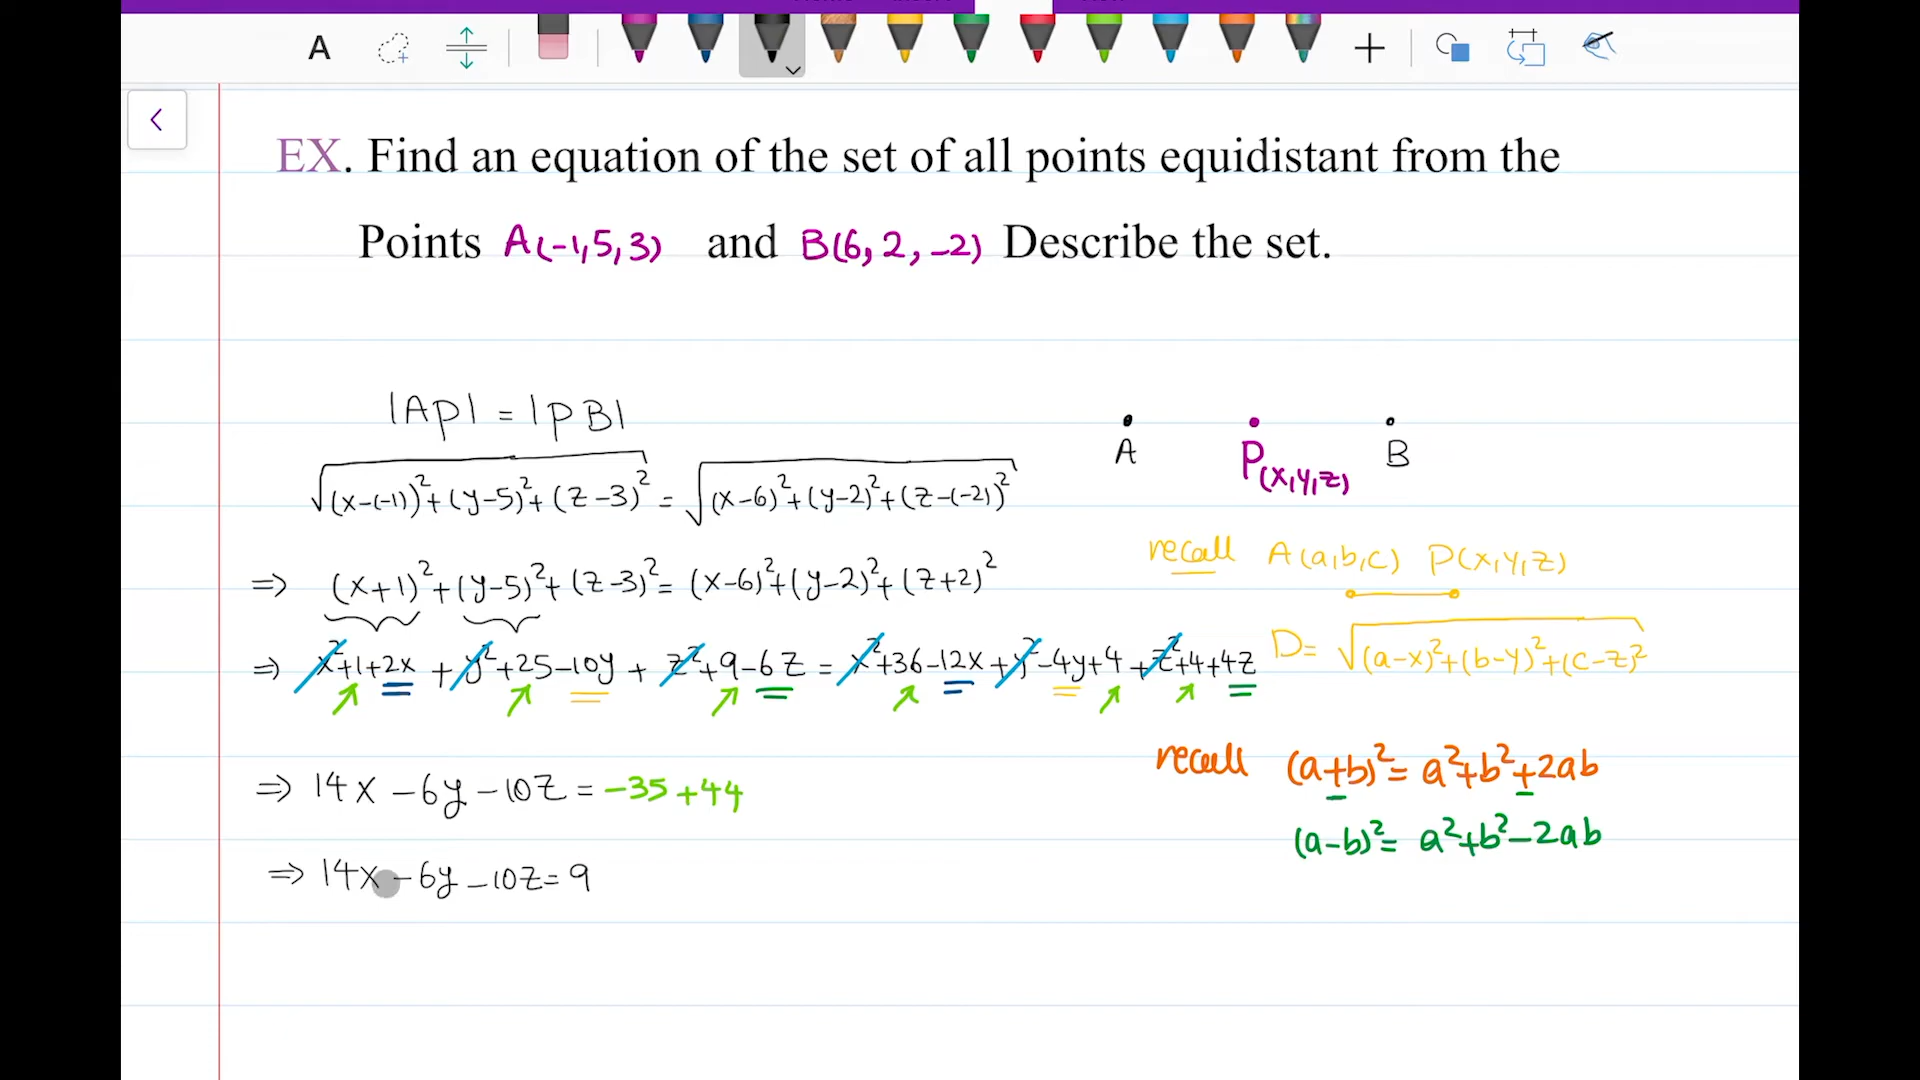 A
EX. Find an equation of the set of all points equidistant from the
Points A(-1,5,3) and B(6,2,-2) Describe the set.
|AP| = |PB|
A P(x,y,z) B
√(x-(-1))²+(y-5)²+(z-3)² = √(x-6)²+(y-2)²+(z-(-2))²
recall A(a,b,c) P(x,y,z)
⇒ (x+1)²+(y-5)²+(z-3)²=(x-6)²+(y-2)²+(z+2)²
D= √(a-x)²+(b-y)²+(c-z)²
⇒ x²+1+2x + y²+25-10y + z²+9-6z = x²+36-12x+y²-4y+4+z²+4+4z
recall (a+b)²= a²+b²+2ab
⇒ 14x -6y -10z = -35+44
(a-b)²= a²+b²-2ab
⇒ 14x -6y -10z = 9